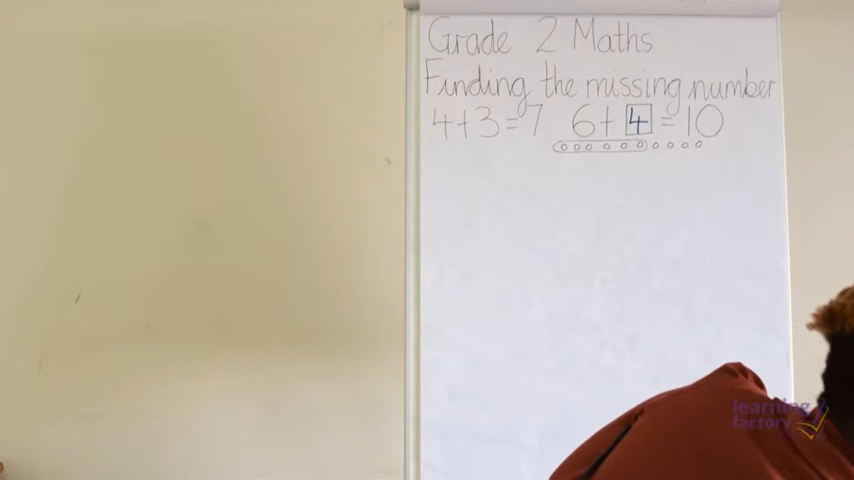 Grade 2 Maths
Finding the missing number
4+3=7 6+4=10
learning
factory